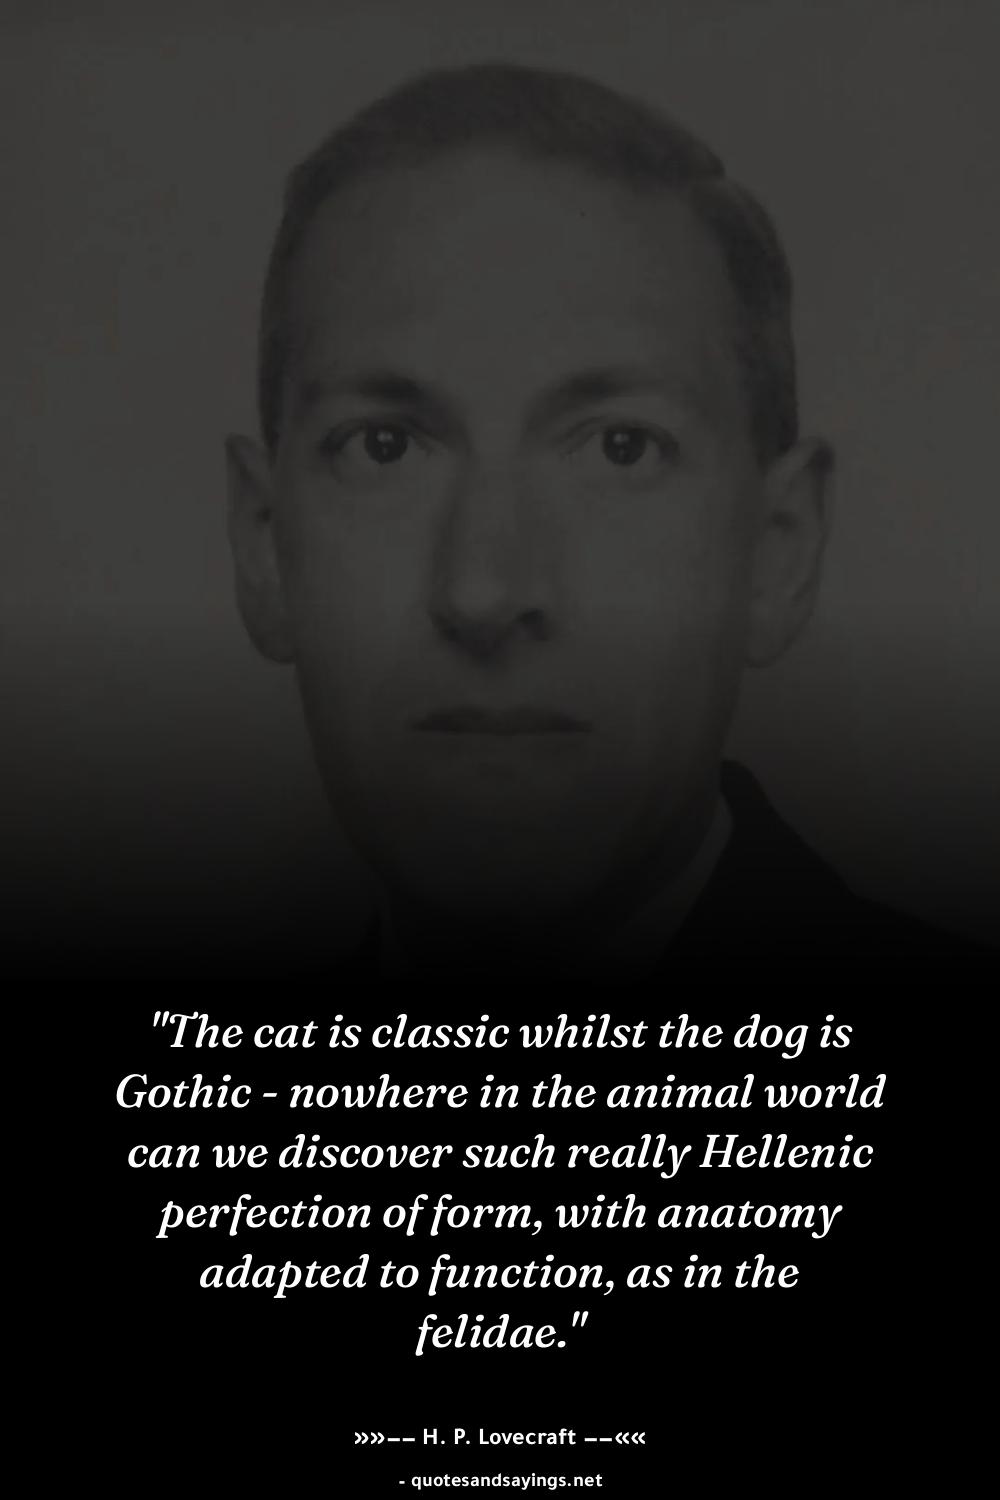 "The cat is classic whilst the dog is
Gothic - nowhere in the animal world
can we discover such really Hellenic
perfection of form, with anatomy
adapted to function, as in the
felidae."
»»−− H. P. Lovecraft −−««
- quotesandsayings.net